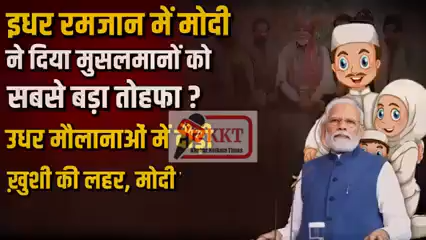 इधर रमजान में मोदी
ने दिया मुसलमानों को
सबसे बड़ा तोहफा ?
उधर मौलानाओं में
KKT
ख़ुशी की लहर, मोदी